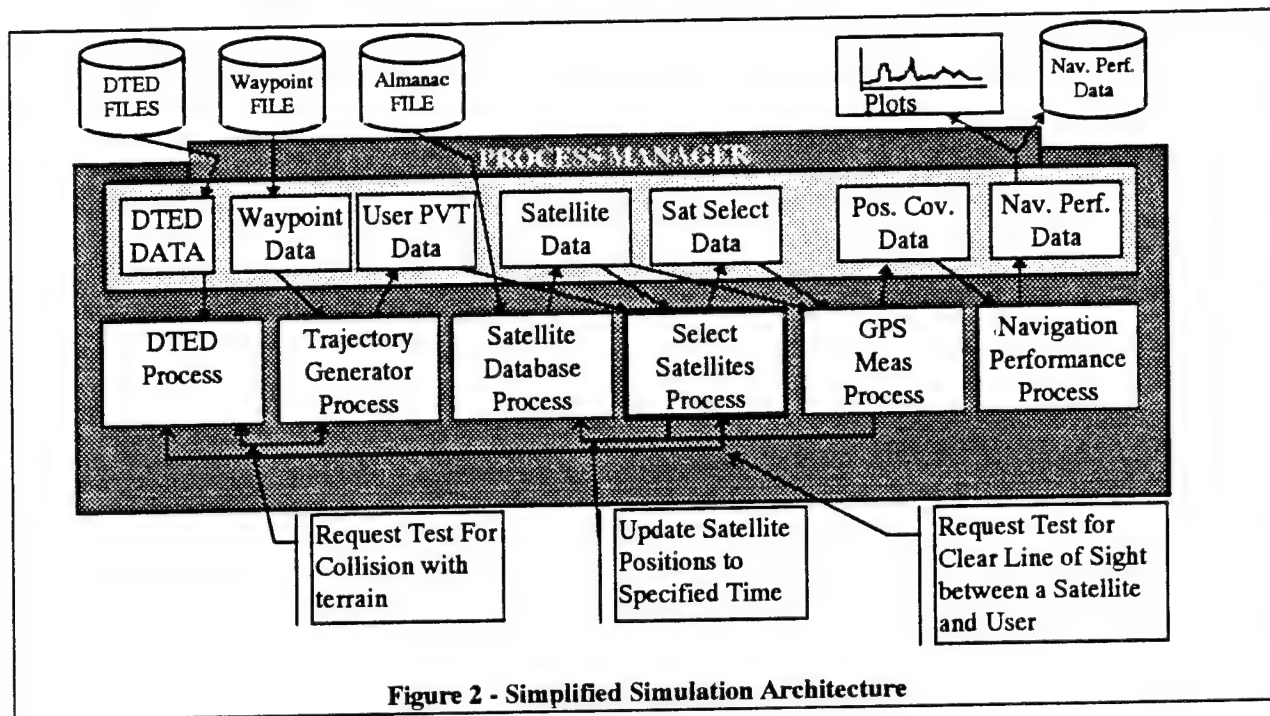 DTED
FILES
Waypoint
FILE
Almanac
FILE
Plots
Nav. Perf.
Data
PROCESS MANAGER
DTED
DATA
Waypoint
Data
User PVT
Data
Satellite
Data
Sat Select
Data
Pos. Cov.
Data
Nav. Perf.
Data
DTED
Process
Trajectory
Generator
Process
Satellite
Database
Process
Select
Satellites
Process
GPS
Meas
Process
Navigation
Performance
Process
Request Test For
Collision with
terrain
Update Satellite
Positions to
Specified Time
Request Test for
Clear Line of Sight
between a Satellite
and User
Figure 2 - Simplified Simulation Architecture